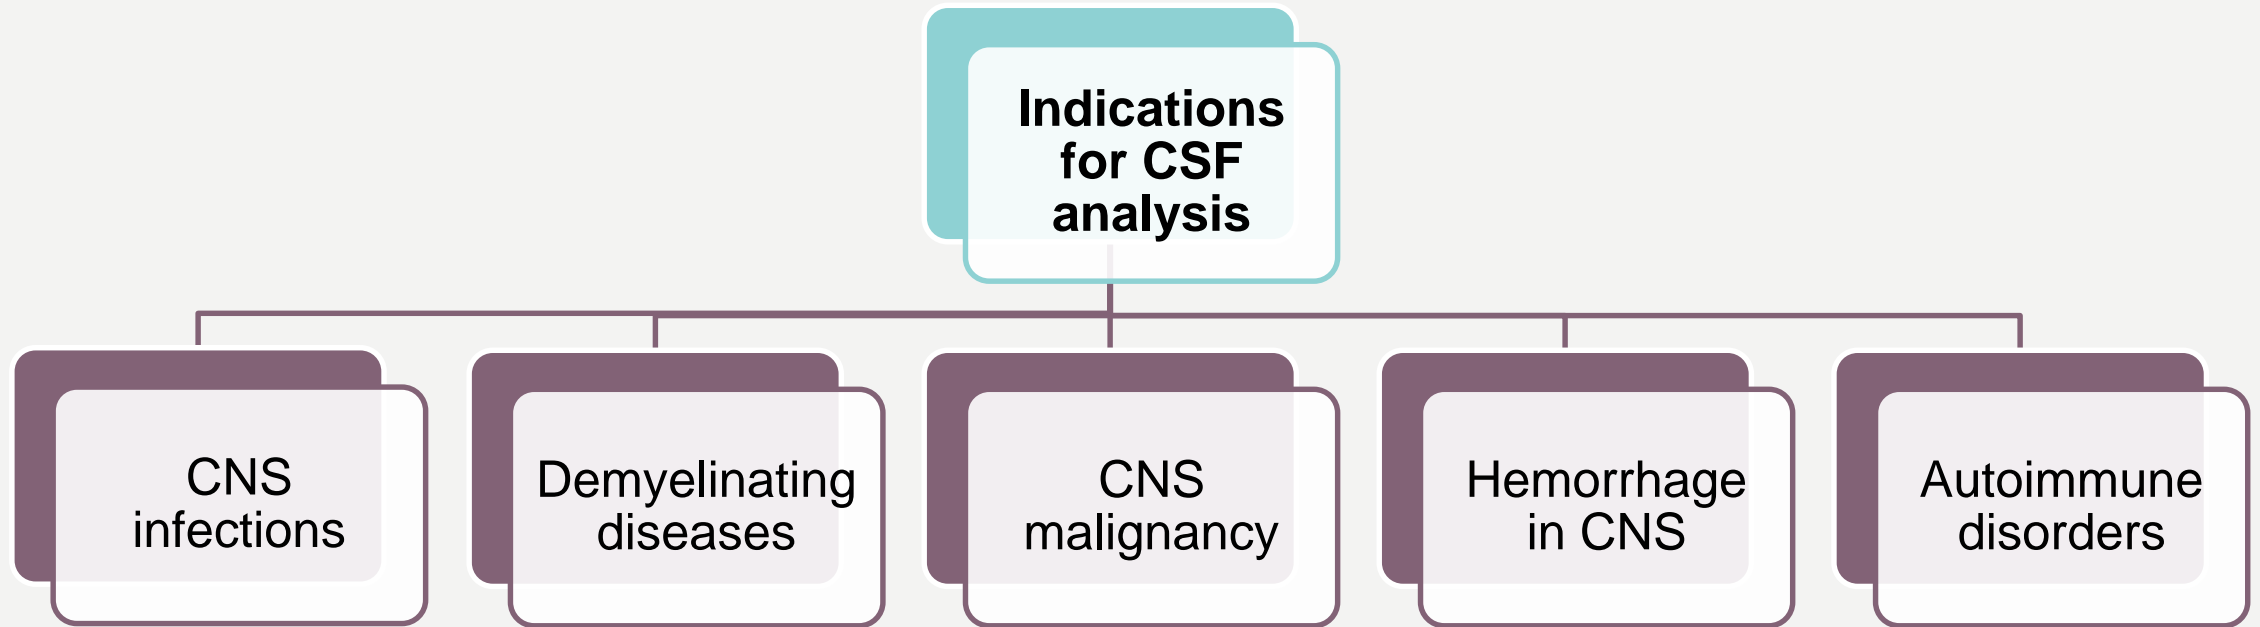 Indications
for CSF
analysis
CNS
infections
Demyelinating
diseases
CNS
malignancy
Hemorrhage
in CNS
Autoimmune
disorders